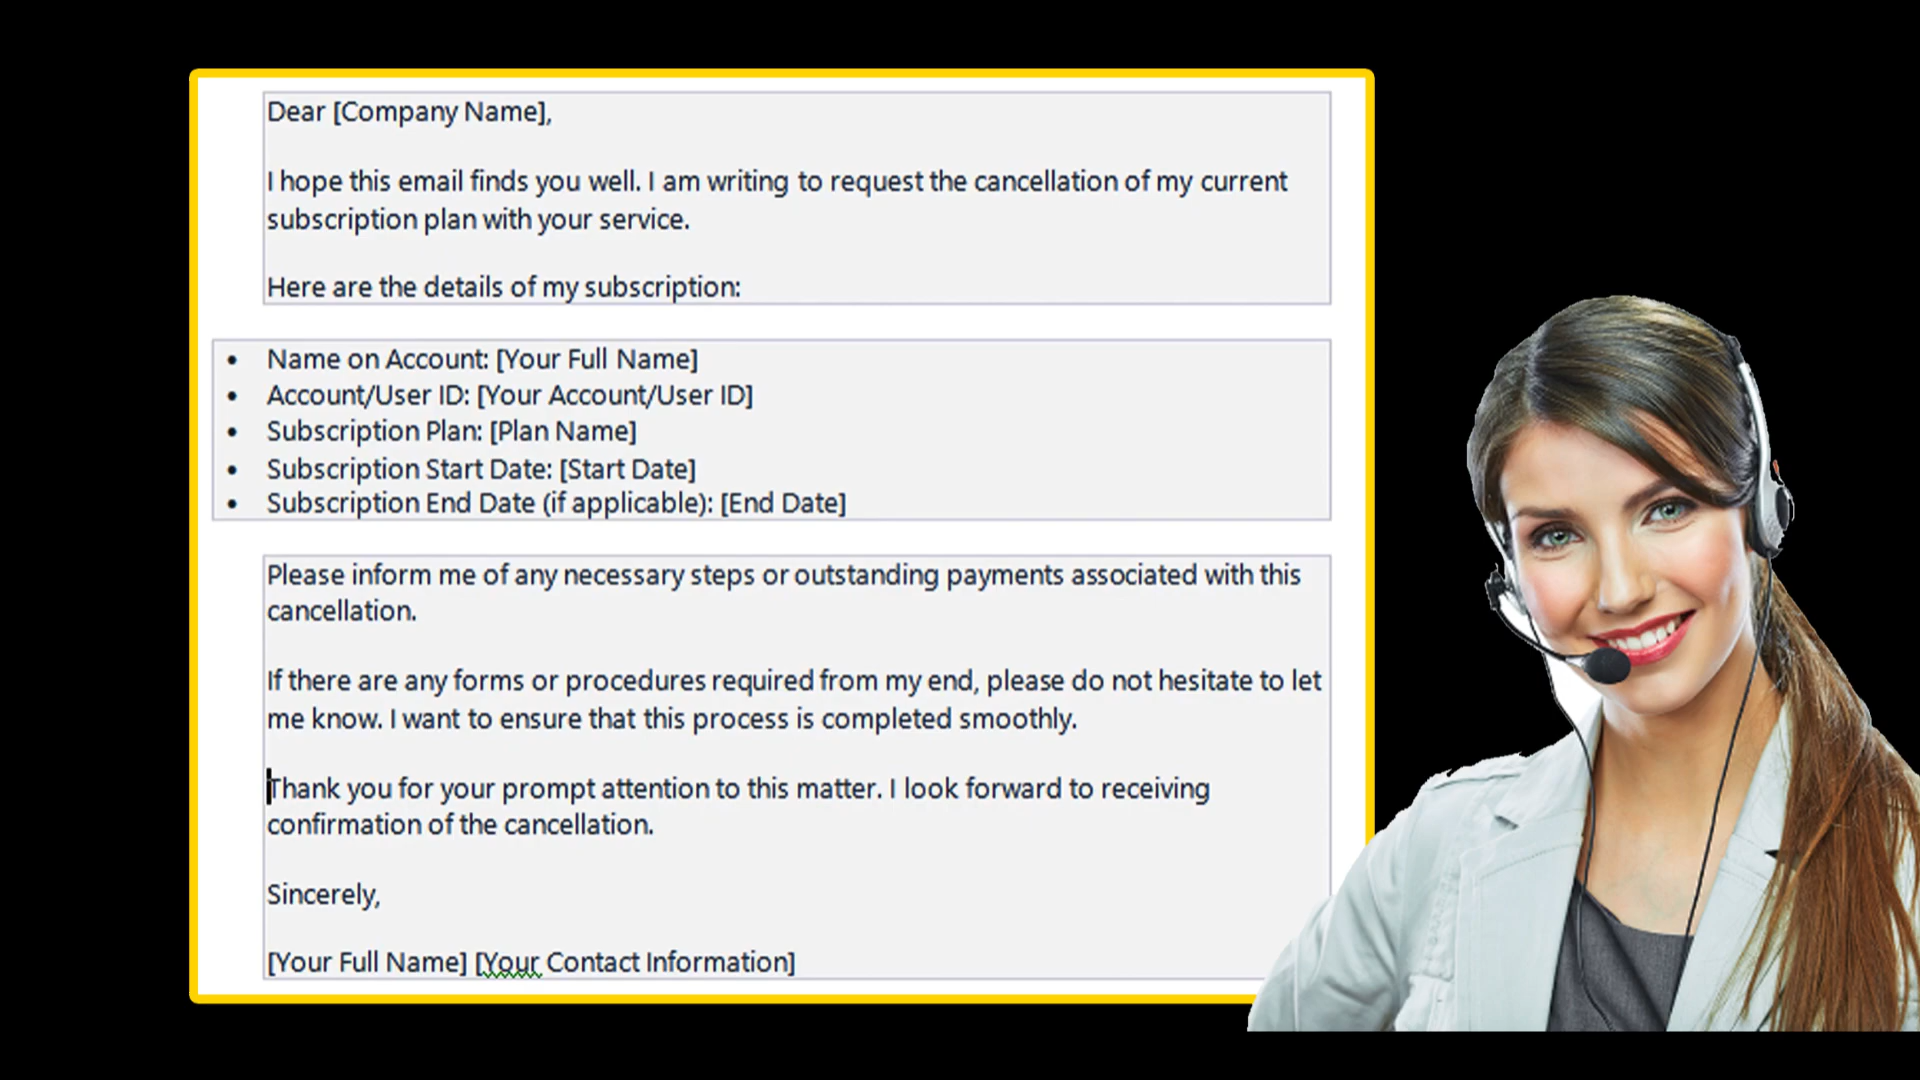 Dear [Company Name],
I hope this email finds you well. I am writing to request the cancellation of my current
subscription plan with your service.
Here are the details of my subscription:
• Name on Account: [Your Full Name]
• Account/User ID: [Your Account/User ID]
• Subscription Plan: [Plan Name]
• Subscription Start Date: [Start Date]
• Subscription End Date (if applicable): [End Date]
Please inform me of any necessary steps or outstanding payments associated with this
cancellation.
If there are any forms or procedures required from my end, please do not hesitate to let
me know. I want to ensure that this process is completed smoothly.
Thank you for your prompt attention to this matter. I look forward to receiving
confirmation of the cancellation.
Sincerely,
[Your Full Name] [Your Contact Information]